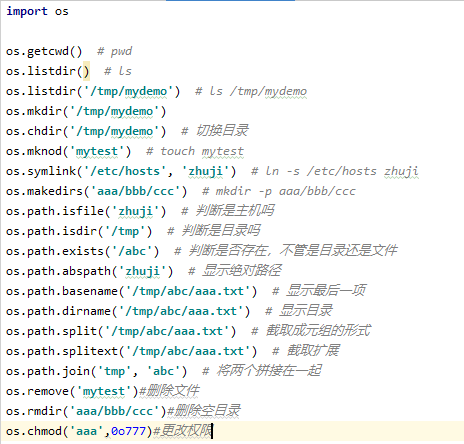 import os
os.getcwd()  # pwd
os.listdir()  # ls
os.listdir('/tmp/mydemo')  # ls /tmp/mydemo
os.mkdir('/tmp/mydemo')
os.chdir('/tmp/mydemo')  # 切换目录
os.mknod('mytest')  # touch mytest
os.symlink('/etc/hosts', 'zhuji')  # ln -s /etc/hosts zhuji
os.makedirs('aaa/bbb/ccc')  # mkdir -p aaa/bbb/ccc
os.path.isfile('zhuji')  # 判断是主机吗
os.path.isdir('/tmp')  # 判断是目录吗
os.path.exists('/abc')  # 判断是否存在，不管是目录还是文件
os.path.abspath('zhuji')  # 显示绝对路径
os.path.basename('/tmp/abc/aaa.txt')  # 显示最后一项
os.path.dirname('/tmp/abc/aaa.txt')  # 显示目录
os.path.split('/tmp/abc/aaa.txt')  # 截取成元组的形式
os.path.splitext('/tmp/abc/aaa.txt')  # 截取扩展
os.path.join('tmp', 'abc')  # 将两个拼接在一起
os.remove('mytest')#删除文件
os.rmdir('aaa/bbb/ccc')#删除空目录
os.chmod('aaa',0o777)#更改权限